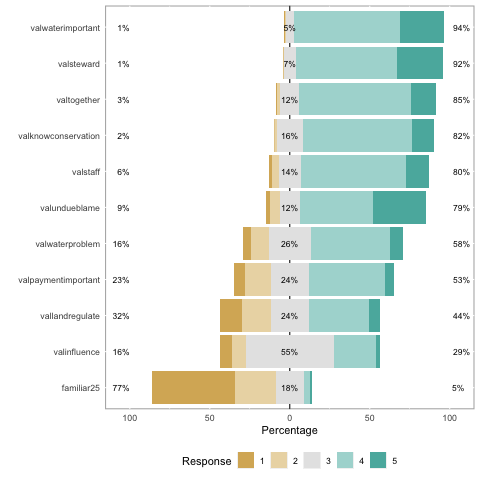 valwaterimportant 1% 5% 94%
valsteward 1% 7% 92%
valtogether 3% 12% 85%
valknowconservation 2% 16% 82%
valstaff 6% 14% 80%
valundueblame 9% 12% 79%
valwaterproblem 16% 26% 58%
valpaymentimportant 23% 24% 53%
vallandregulate 32% 24% 44%
valinfluence 16% 55% 29%
familiar25 77% 18% 5%
100 50 0 50 100
Percentage
Response 1 2 3 4 5